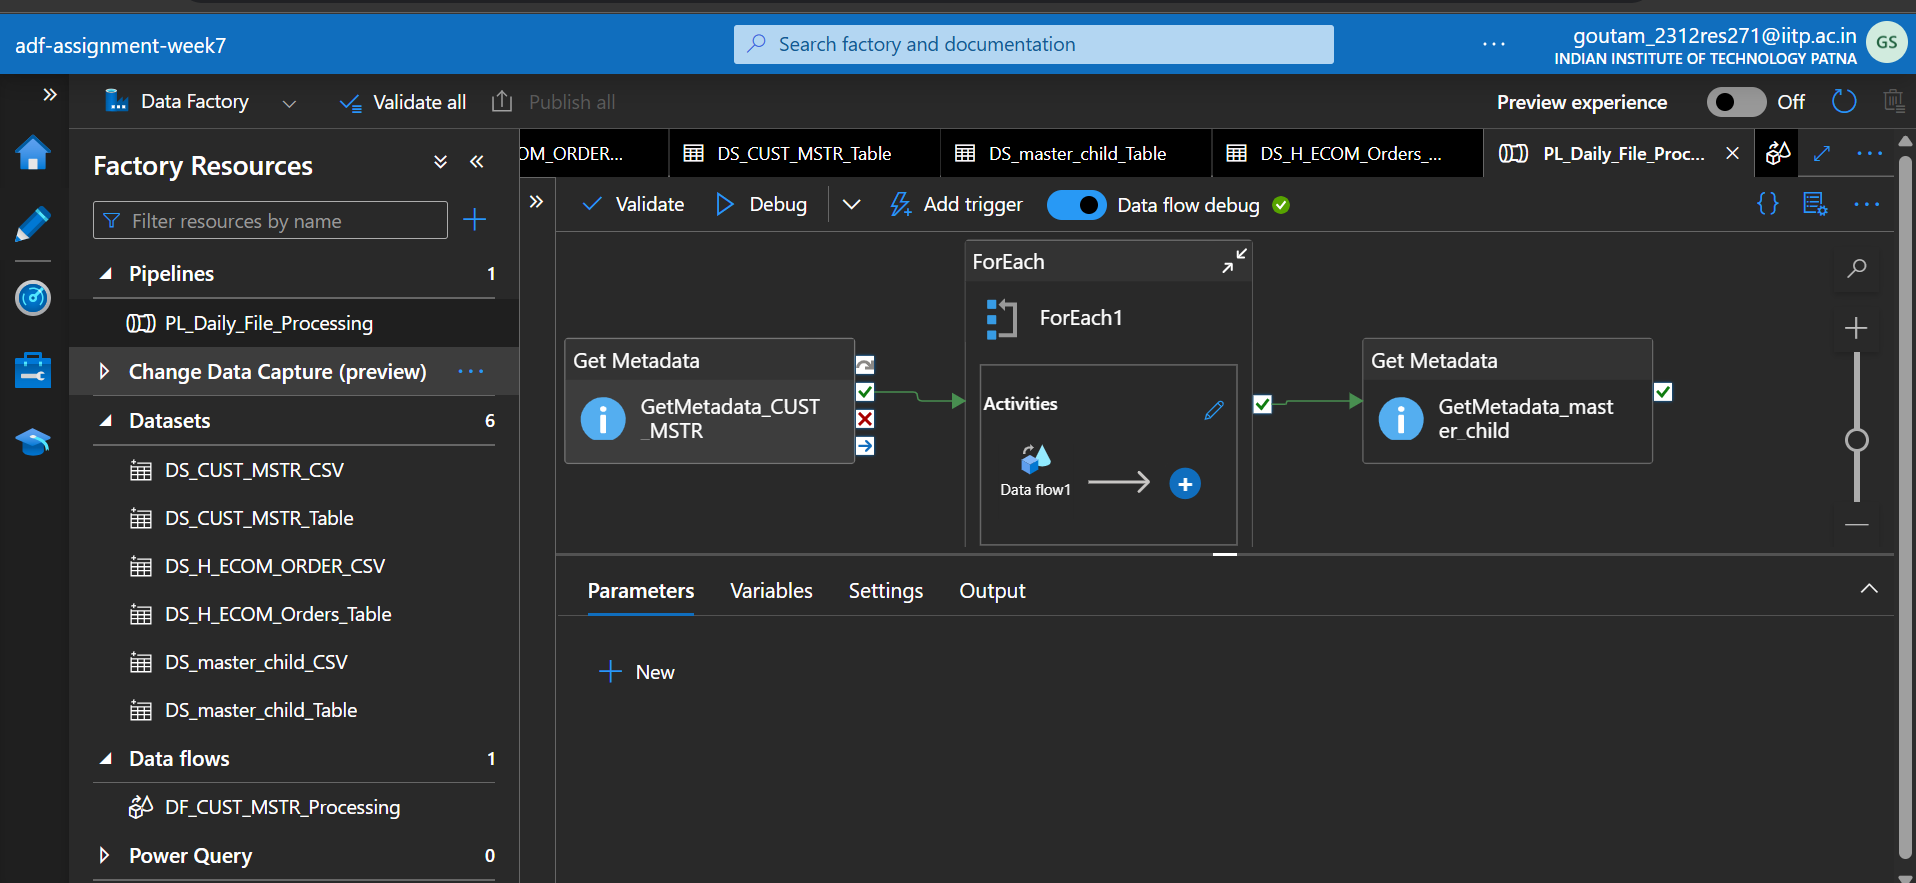 adf-assignment-week7
Search factory and documentation
goutam_2312res271@iitp.ac.in
INDIAN INSTITUTE OF TECHNOLOGY PATNA
GS
Data Factory
Validate all
Publish all
Preview experience
Off
Factory Resources
Filter resources by name
Pipelines 1
PL_Daily_File_Processing
Change Data Capture (preview)
Datasets 6
DS_CUST_MSTR_CSV
DS_CUST_MSTR_Table
DS_H_ECOM_ORDER_CSV
DS_H_ECOM_Orders_Table
DS_master_child_CSV
DS_master_child_Table
Data flows 1
DF_CUST_MSTR_Processing
Power Query 0
OM_ORDER...
DS_CUST_MSTR_Table
DS_master_child_Table
DS_H_ECOM_Orders_...
PL_Daily_File_Proc...
Validate
Debug
Add trigger
Data flow debug
Get Metadata
GetMetadata_CUST
_MSTR
ForEach
ForEach1
Activities
Data flow1
Get Metadata
GetMetadata_mast
er_child
Parameters
Variables
Settings
Output
New